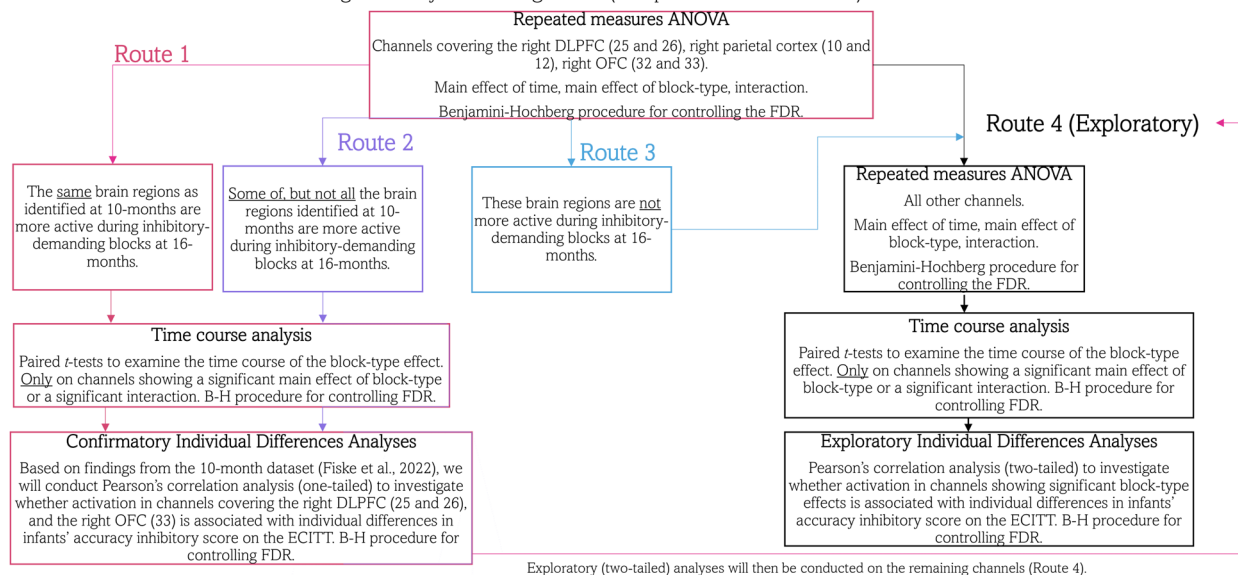 Repeated measures ANOVA
Channels covering the right DLPFC (25 and 26), right parietal cortex (10 and
12), right OFC (32 and 33).
Main effect of time, main effect of block-type, interaction.
Benjamini-Hochberg procedure for controlling the FDR.
Route 1
Route 2
Route 3
Route 4 (Exploratory)
The same brain regions as
identified at 10-months are
more active during inhibitory-
demanding blocks at 16-
months.
Some of, but not all the brain
regions identified at 10-
months are more active
during inhibitory-demanding
blocks at 16-months.
These brain regions are not
more active during inhibitory-
demanding blocks at 16-
months.
Repeated measures ANOVA
All other channels.
Main effect of time, main effect of
block-type, interaction.
Benjamini-Hochberg procedure for
controlling the FDR.
Time course analysis
Paired t-tests to examine the time course of the block-type effect.
Only on channels showing a significant main effect of block-type
or a significant interaction. B-H procedure for controlling FDR.
Time course analysis
Paired t-tests to examine the time course of the block-type
effect. Only on channels showing a significant main effect of
block-type or a significant interaction. B-H procedure for
controlling FDR.
Confirmatory Individual Differences Analyses
Based on findings from the 10-month dataset (Fiske et al., 2022), we
will conduct Pearson's correlation analysis (one-tailed) to investigate
whether activation in channels covering the right DLPFC (25 and 26),
and the right OFC (33) is associated with individual differences in
infants' accuracy inhibitory score on the ECITT. B-H procedure for
controlling FDR.
Exploratory Individual Differences Analyses
Pearson's correlation analysis (two-tailed) to investigate
whether activation in channels showing significant block-type
effects is associated with individual differences in infants'
accuracy inhibitory score on the ECITT. B-H procedure for
controlling FDR.
Exploratory (two-tailed) analyses will then be conducted on the remaining channels (Route 4).